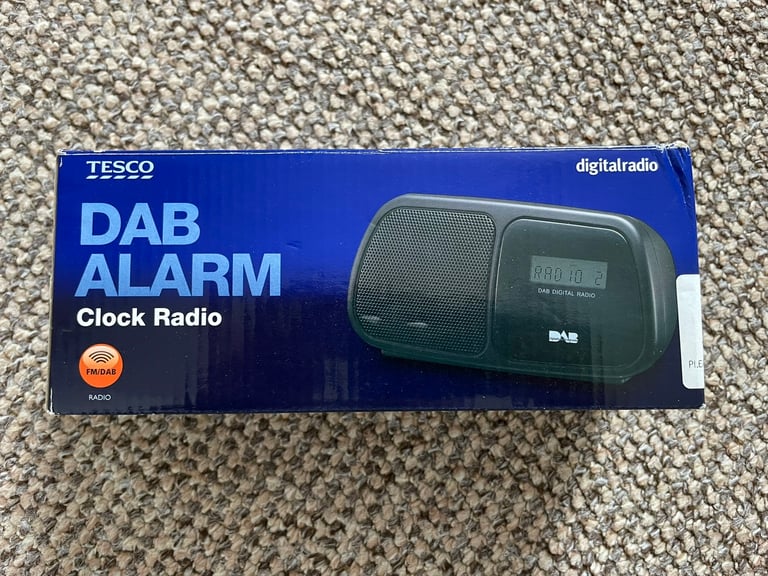 TESCO
digitalradio
DAB
ALARM
Clock Radio
FM/DAB
RADIO
RADIO 2
DAB DIGITAL RADIO
DAB